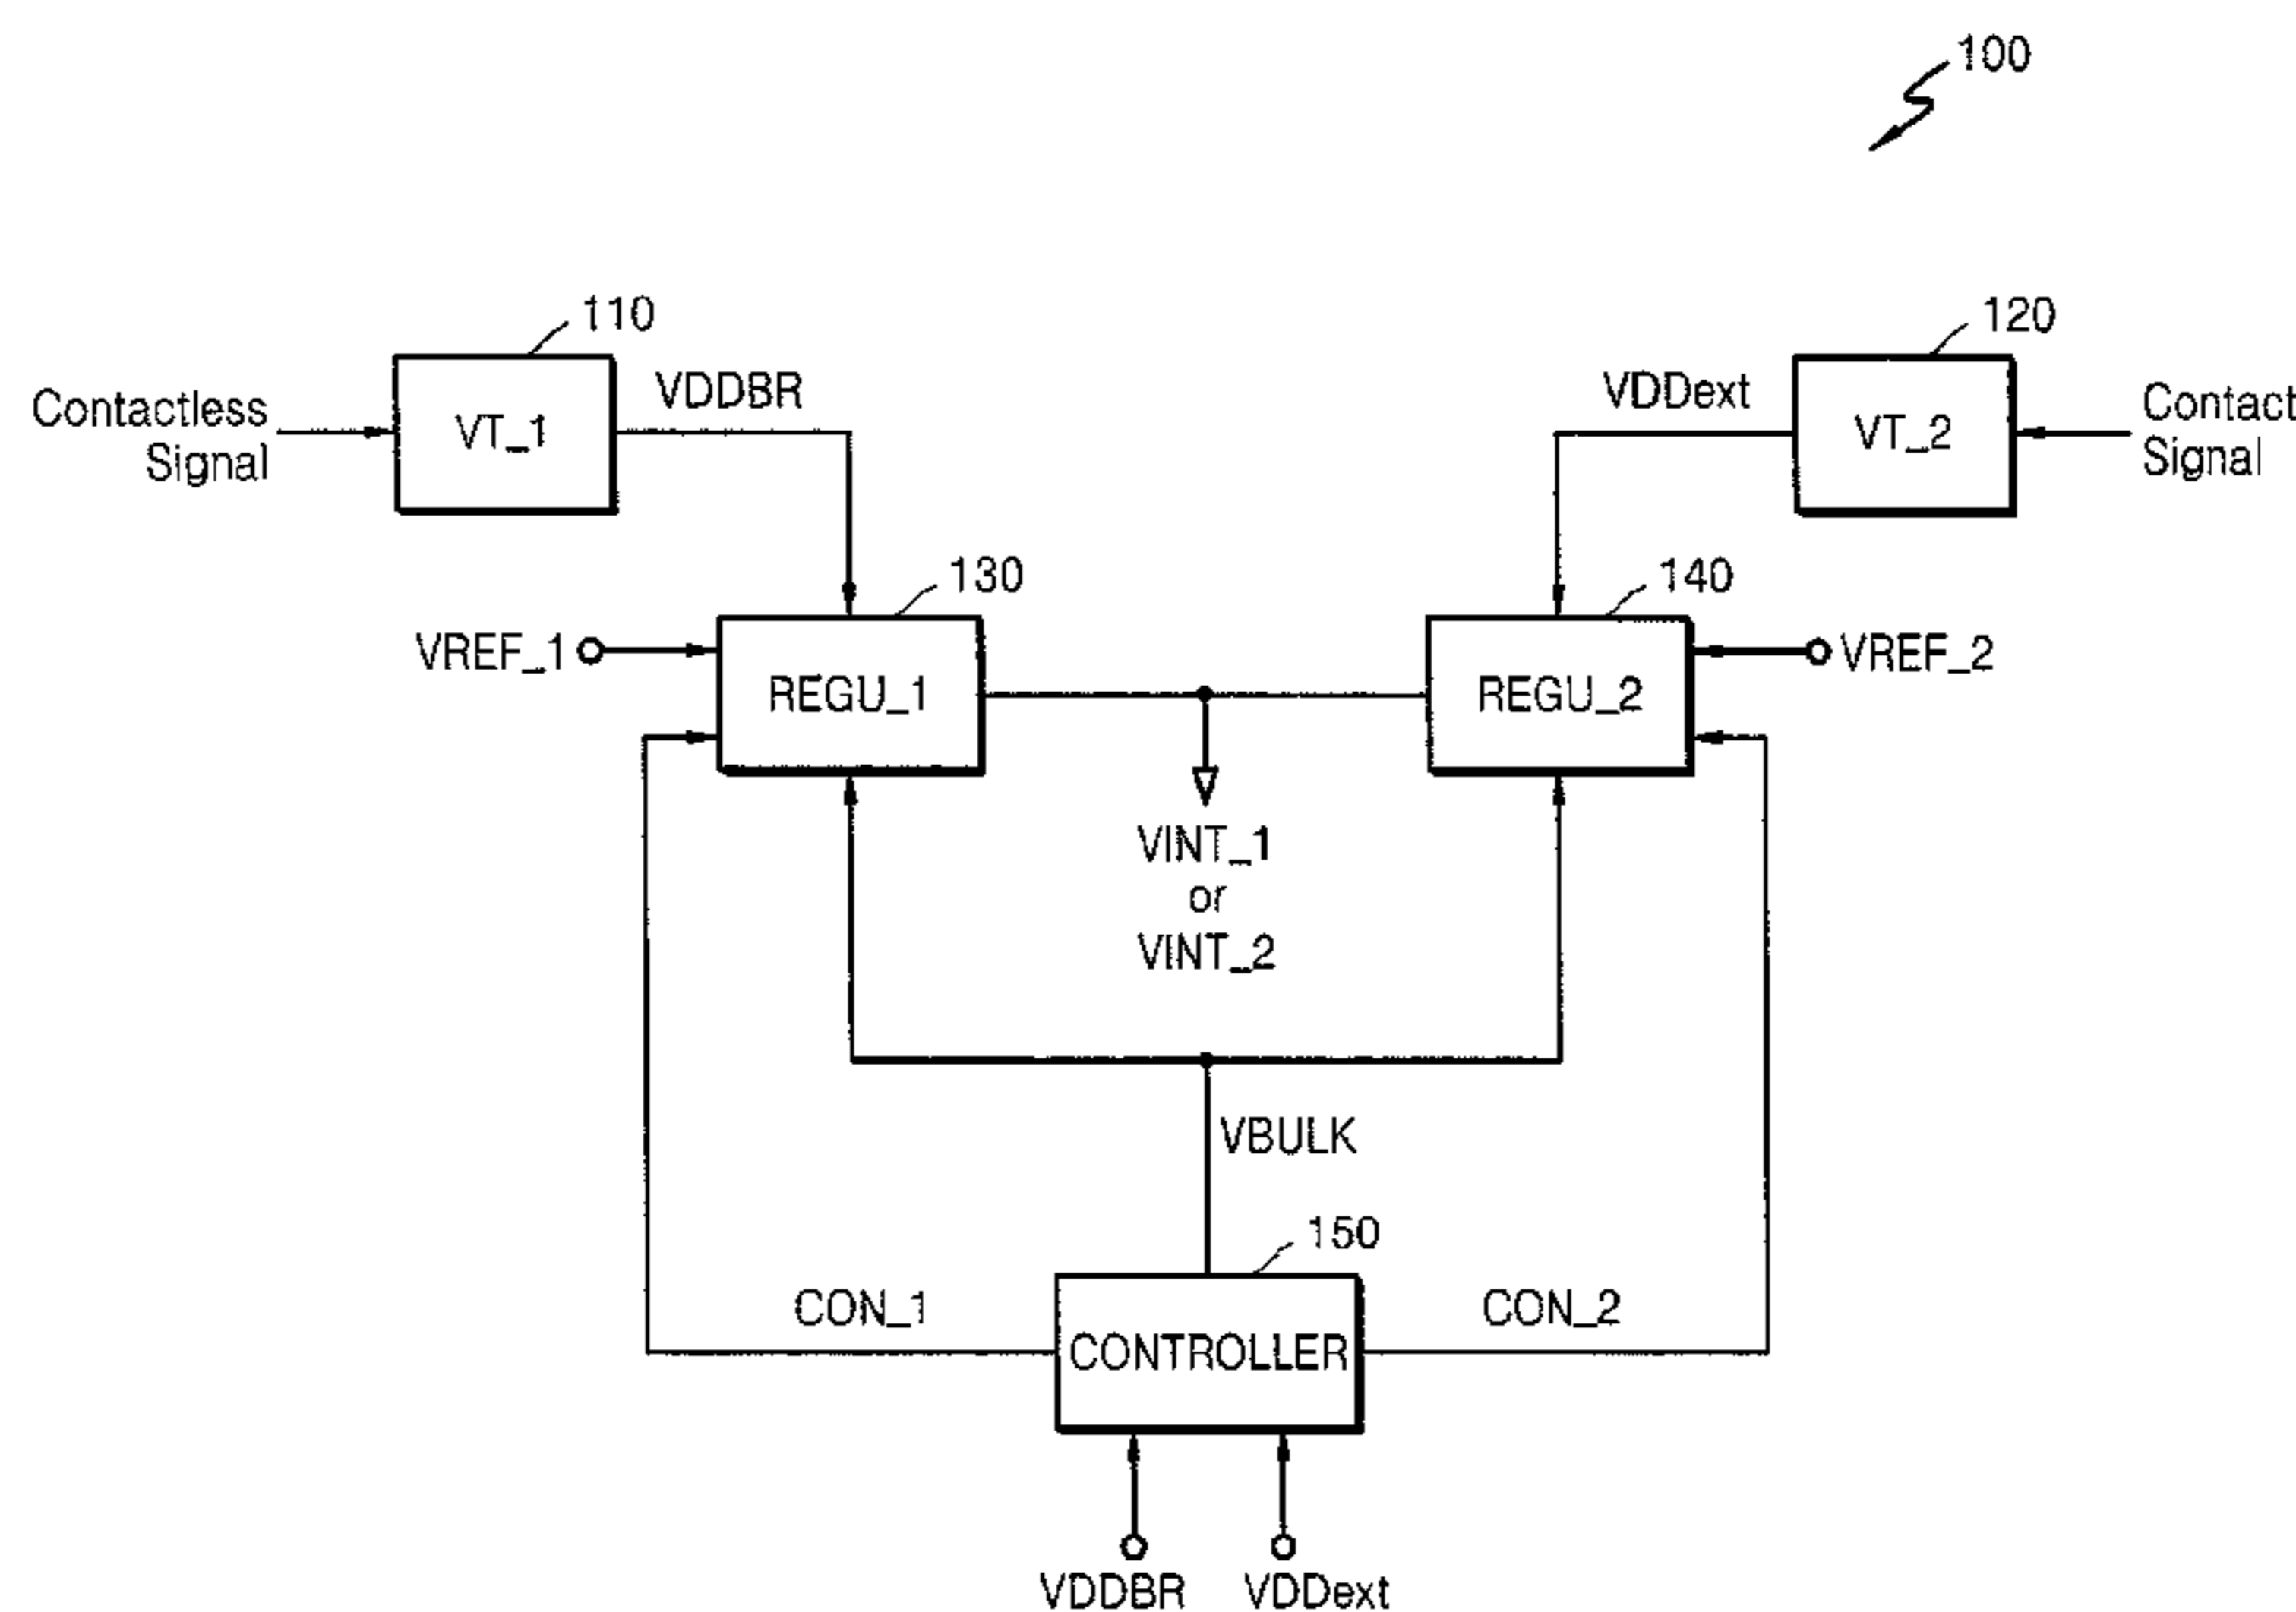 100
110
120
Contactless
Signal
VT_1
VDDBR
VDDext
VT_2
Contact
Signal
130
140
VREF_1
REGU_1
REGU_2
VREF_2
VINT_1
or
VINT_2
VBULK
150
CON_1
CONTROLLER
CON_2
VDDBR
VDDext